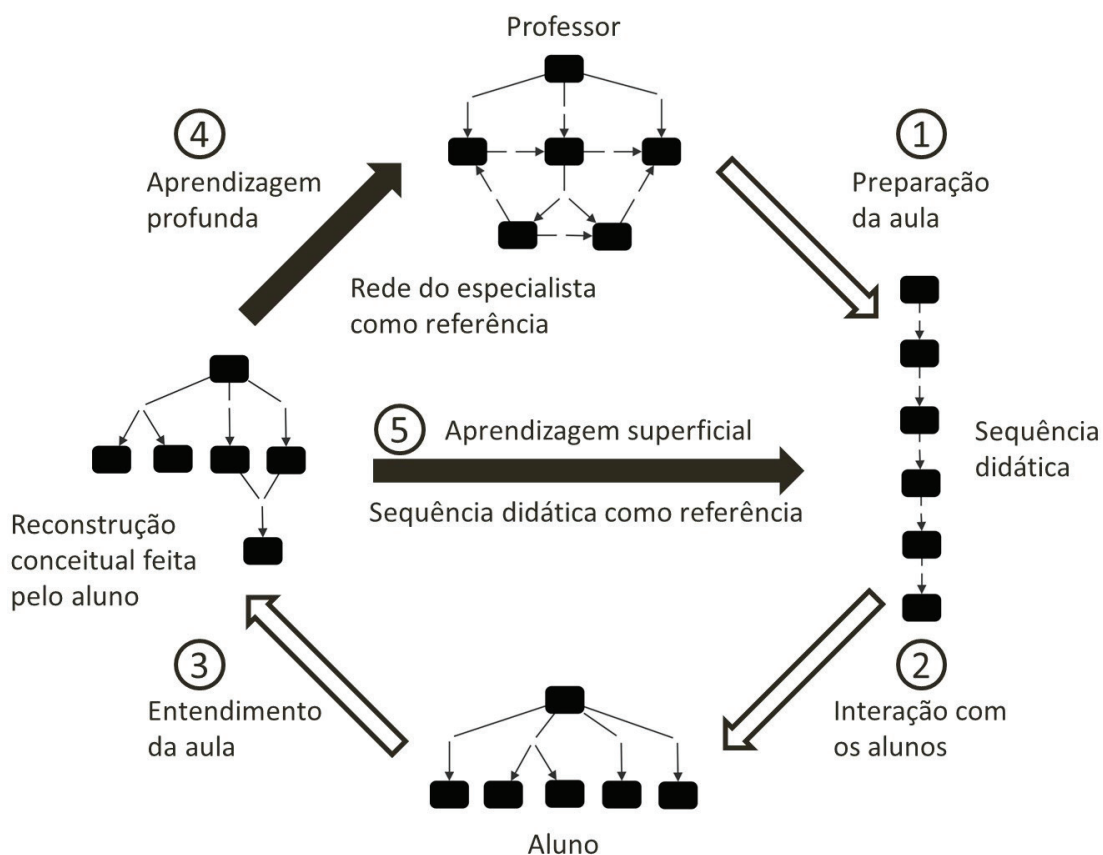 Professor
4
Aprendizagem
profunda
1
Preparação
da aula
Rede do especialista
como referência
5
Aprendizagem superficial
Sequência didática como referência
Sequência
didática
Reconstrução
conceitual feita
pelo aluno
3
Entendimento
da aula
2
Interação com
os alunos
Aluno